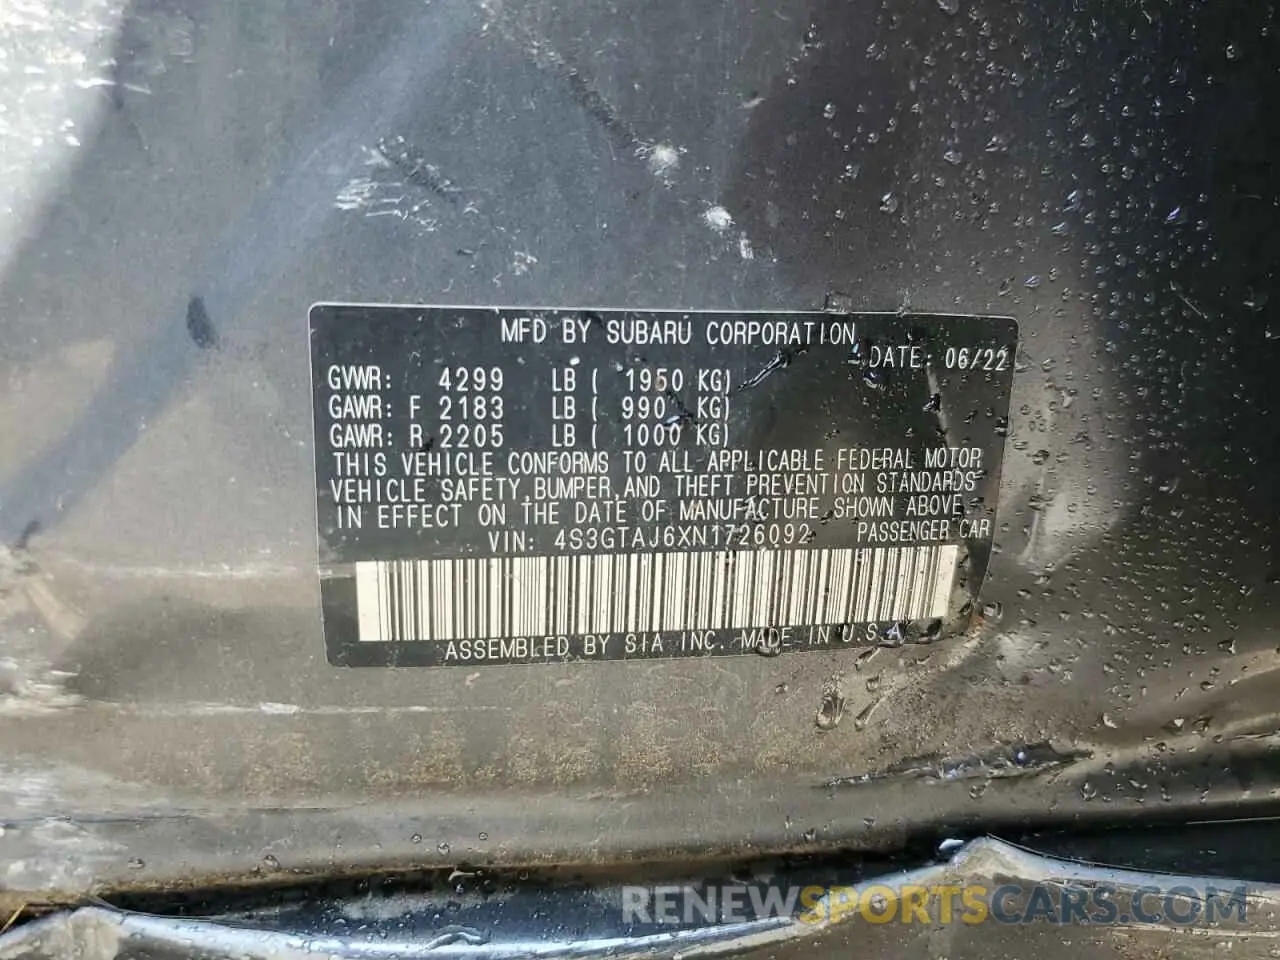 MFD BY SUBARU CORPORATION
DATE: 06/22
GVWR: 4299 LB ( 1950 KG)
GAWR: F 2183 LB ( 990 KG)
GAWR: R 2205 LB ( 1000 KG)
THIS VEHICLE CONFORMS TO ALL APPLICABLE FEDERAL MOTOR
VEHICLE SAFETY, BUMPER, AND THEFT PREVENTION STANDARDS
IN EFFECT ON THE DATE OF MANUFACTURE SHOWN ABOVE.
VIN: 4S3GTAJ6XN1726092 PASSENGER CAR
ASSEMBLED BY SIA INC. MADE IN U.S.A.
RENEWSPORTSCARS.COM